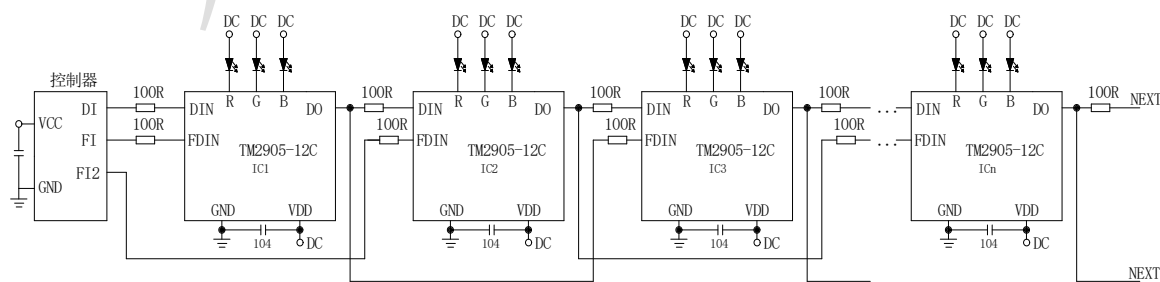 DC DC DC DC DC DC DC DC DC DC DC DC
控制器
DI
VCC
FI
FI2
GND
100R
100R
R G B
DIN DO
FDIN
TM2905-12C
IC1
GND VDD
104
DC
100R
100R
R G B
DIN DO
FDIN
TM2905-12C
IC2
GND VDD
104
DC
100R
100R
R G B
DIN DO
FDIN
TM2905-12C
IC3
GND VDD
104
DC
100R
100R
...
...
R G B
DIN DO
FDIN
TM2905-12C
ICn
GND VDD
104
DC
100R
NEXT
NEXT